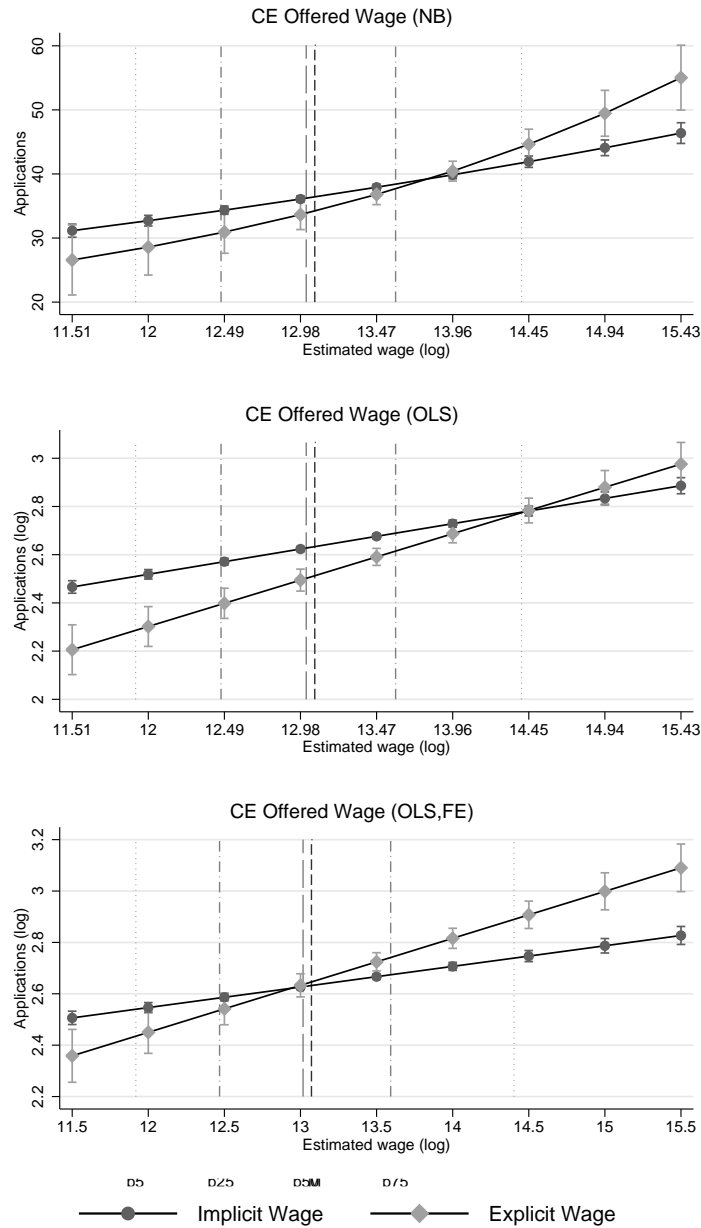 CE Offered Wage (NB)
Applications
60
50
40
30
20
11.51 12 12.49 12.98 13.47 13.96 14.45 14.94 15.43
Estimated wage (log)
CE Offered Wage (OLS)
Applications (log)
3
2.8
2.6
2.4
2.2
2
11.51 12 12.49 12.98 13.47 13.96 14.45 14.94 15.43
Estimated wage (log)
CE Offered Wage (OLS,FE)
Applications (log)
3.2
3
2.8
2.6
2.4
2.2
11.5 12 12.5 13 13.5 14 14.5 15 15.5
Estimated wage (log)
p5 p25 p5 M p75
Implicit Wage Explicit Wage